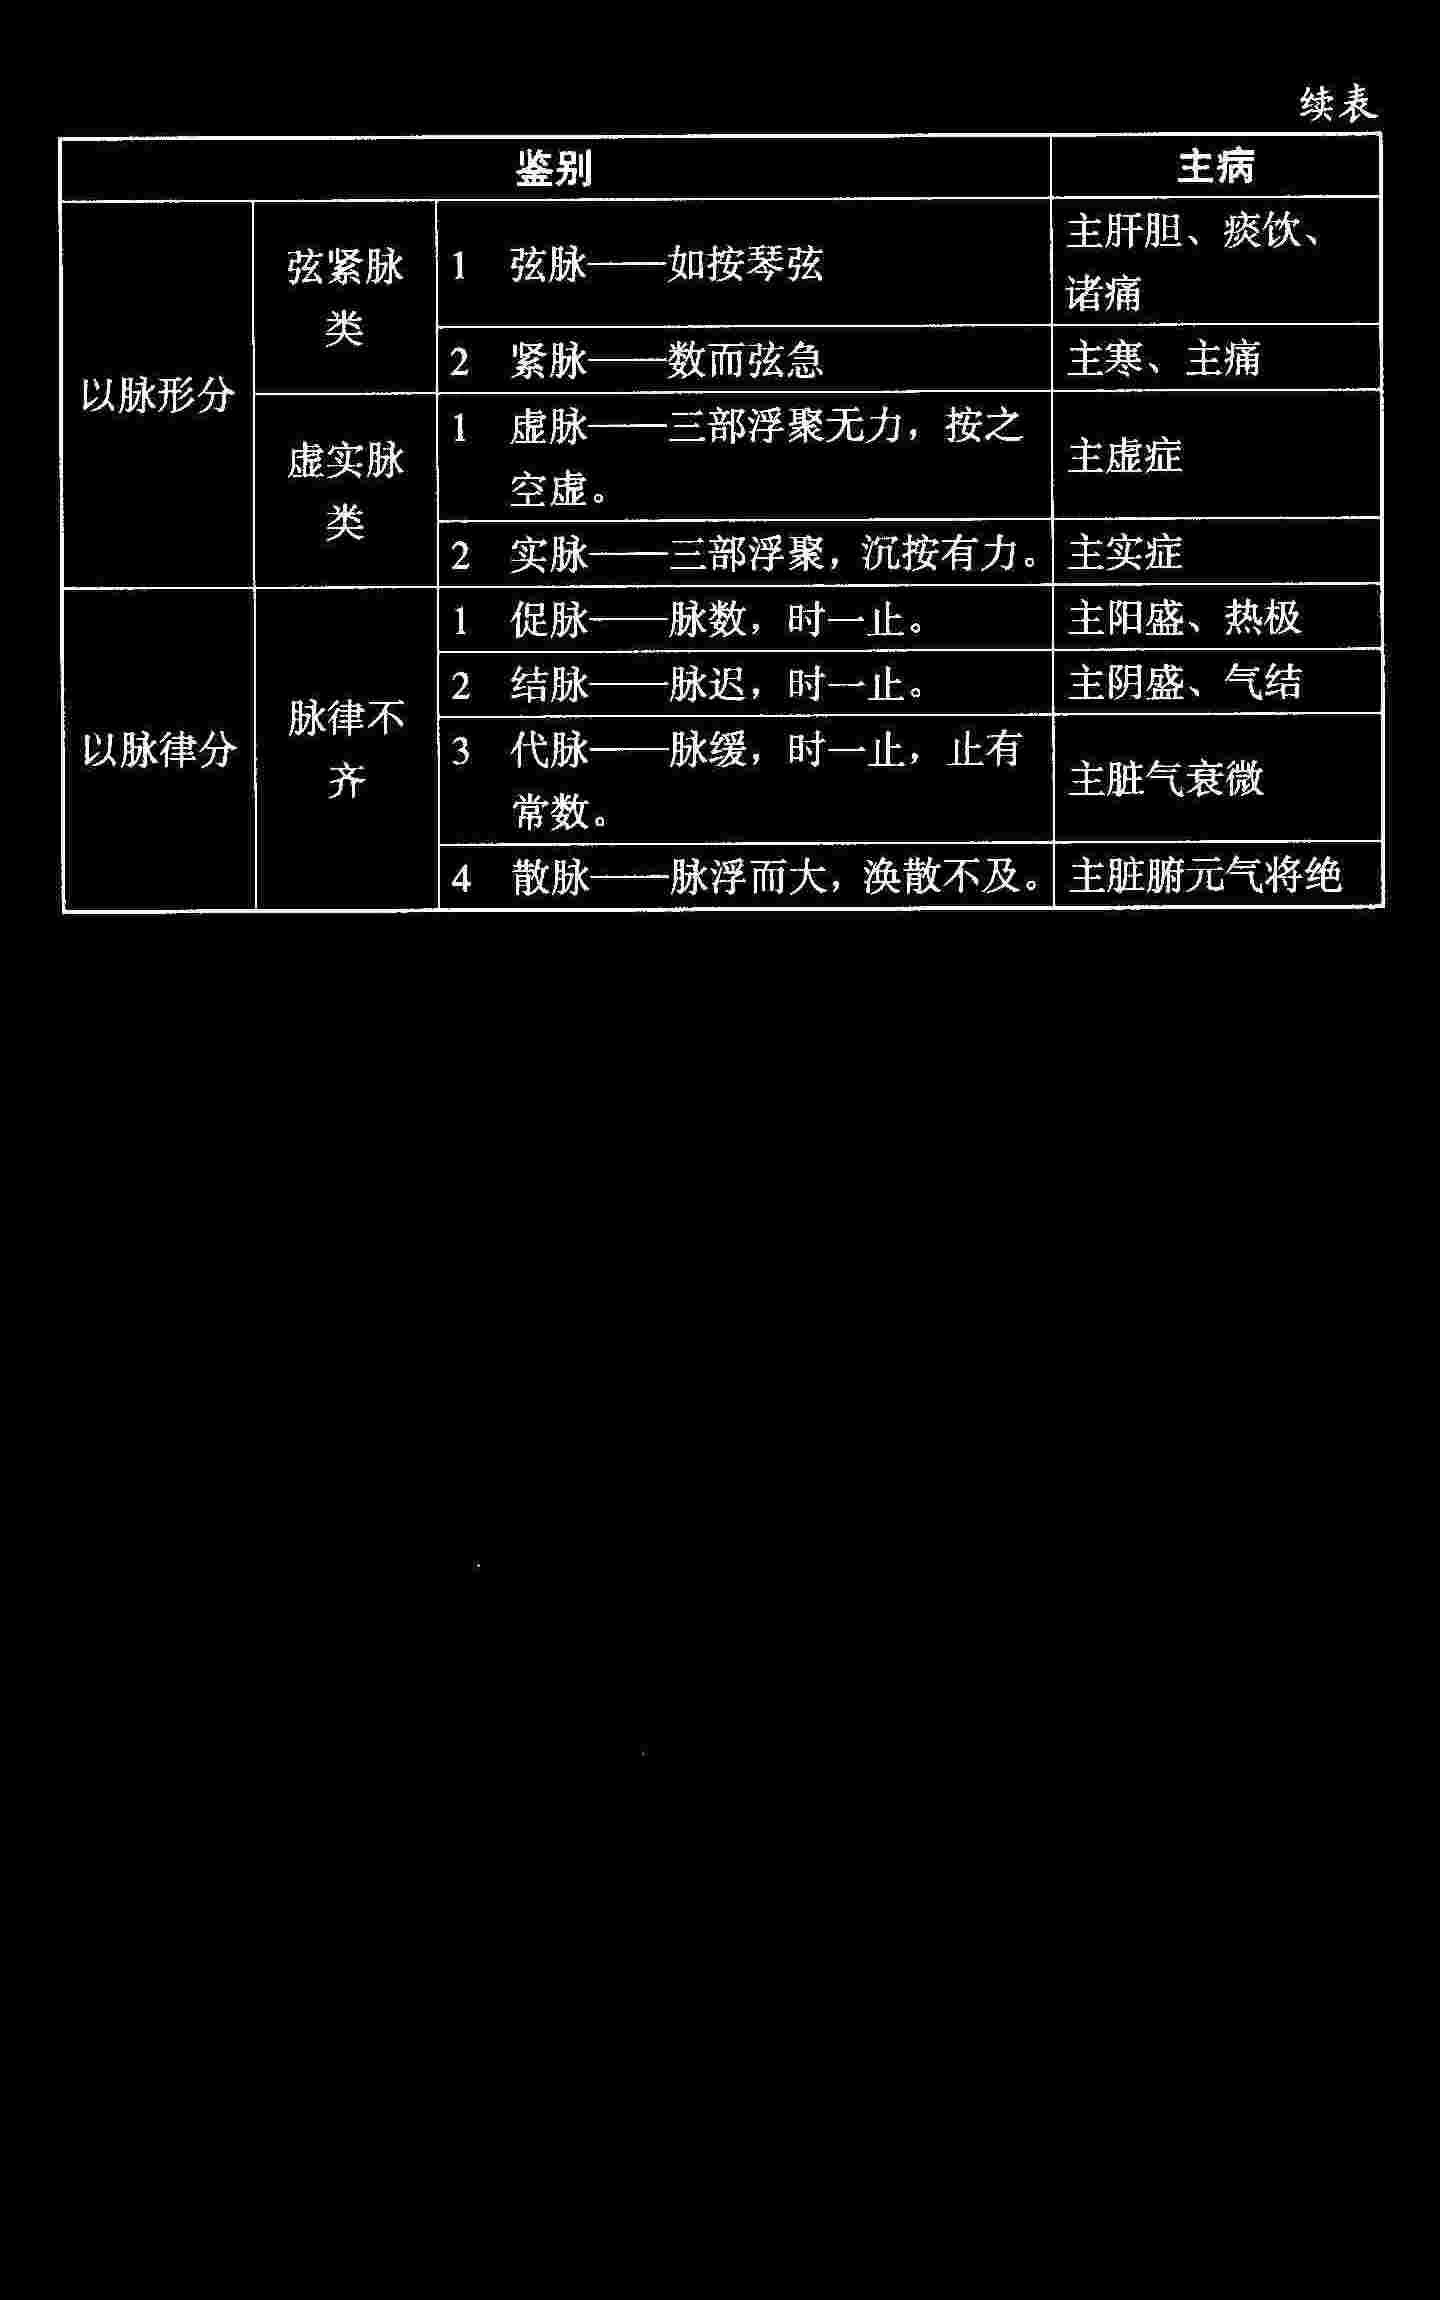 续表
鉴别
主病
以脉形分
弦紧脉
类
1 弦脉——如按琴弦
主肝胆、痰饮、
诸痛
2 紧脉——数而弦急
主寒、主痛
虚实脉
类
1 虚脉——三部浮聚无力，按之
空虚。
主虚症
2 实脉——三部浮聚，沉按有力。
主实症
以脉律分
脉律不
齐
1 促脉——脉数，时一止。
主阳盛、热极
2 结脉——脉迟，时一止。
主阴盛、气结
3 代脉——脉缓，时一止，止有
常数。
主脏气衰微
4 散脉——脉浮而大，涣散不及。
主脏腑元气将绝